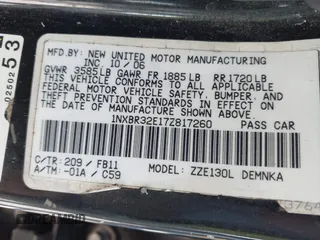 MFD. BY: NEW UNITED MOTOR MANUFACTURING
INC. 10/06
GVWR 3585LB GAWR FR 1885LB RR 1720LB
THIS VEHICLE CONFORMS TO ALL APPLICABLE
FEDERAL MOTOR VEHICLE SAFETY, BUMPER, AND
THEFT PREVENTION STANDARDS IN EFFECT ON THE
DATE OF MANUFACTURE SHOWN ABOVE.
1NXBR32E17Z817260 PASS CAR
C/TR: 209 / FB11
A/TM: -01A / C59
MODEL: ZZE130L DEMNKA
025025
53